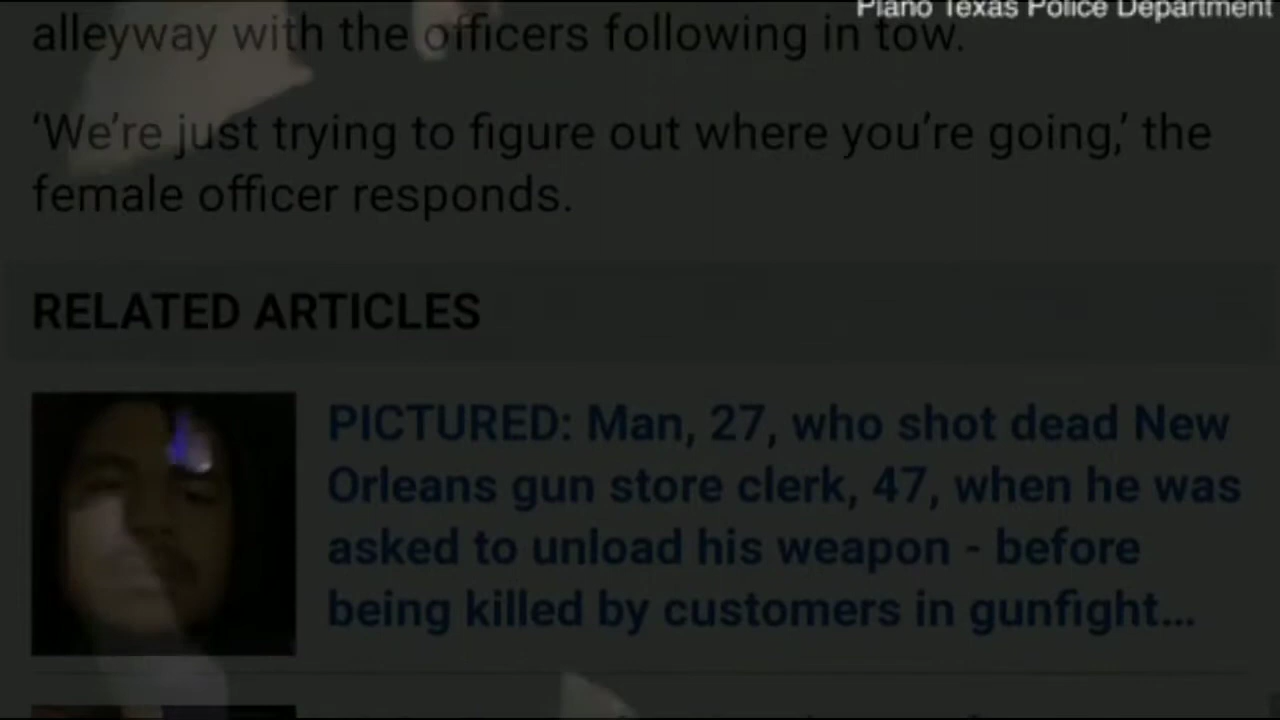 Plano Texas Police Department
alleyway with the officers following in tow.
‘We’re just trying to figure out where you’re going,’ the
female officer responds.
RELATED ARTICLES
PICTURED: Man, 27, who shot dead New
Orleans gun store clerk, 47, when he was
asked to unload his weapon - before
being killed by customers in gunfight...